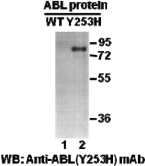 ABL protein
WT Y253H
95
72
55
36
1 2
WB: Anti-ABL(Y253H) mAb